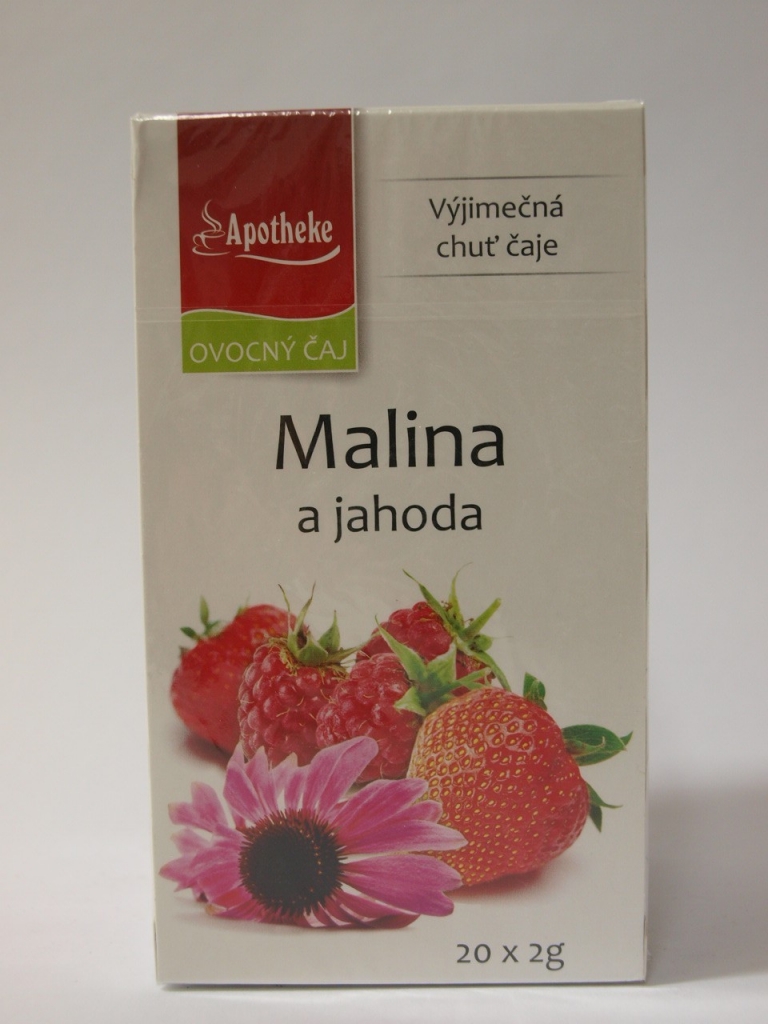 Apotheke
OVOCNÝ ČAJ
Výjimečná
chuť čaje
Malina
a jahoda
20 x 2g